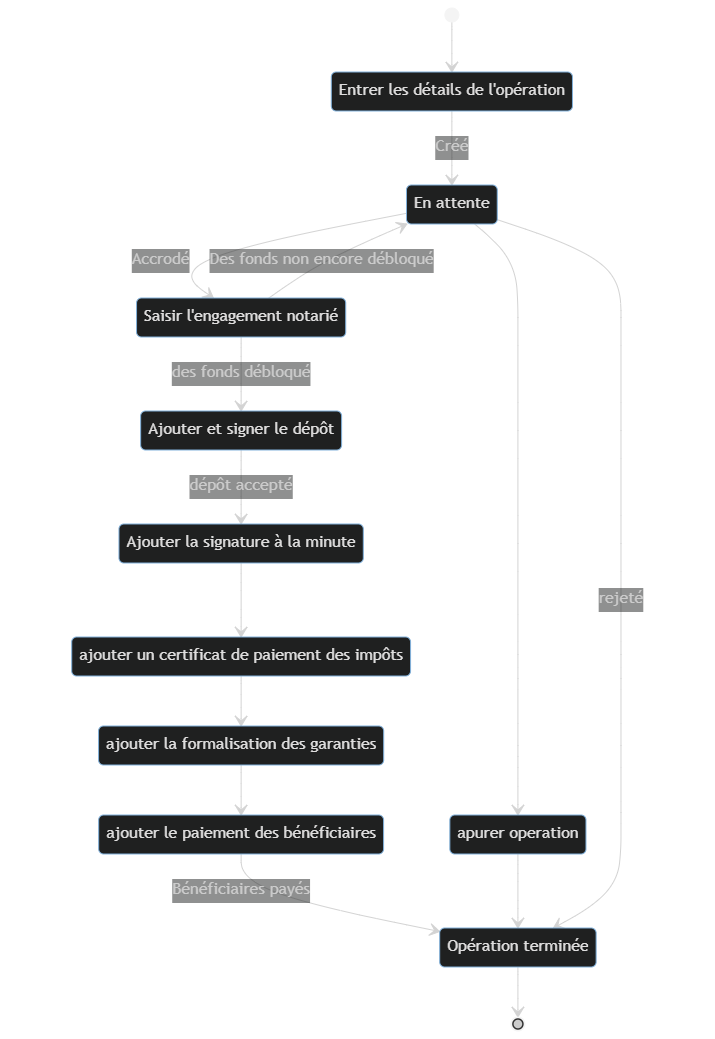 Entrer les détails de l'opération
Créé
En attente
Accrodé
Des fonds non encore débloqué
Saisir l'engagement notarié
des fonds débloqué
Ajouter et signer le dépôt
dépôt accepté
Ajouter la signature à la minute
rejeté
ajouter un certificat de paiement des impôts
ajouter la formalisation des garanties
ajouter le paiement des bénéficiaires
apurer operation
Bénéficiaires payés
Opération terminée